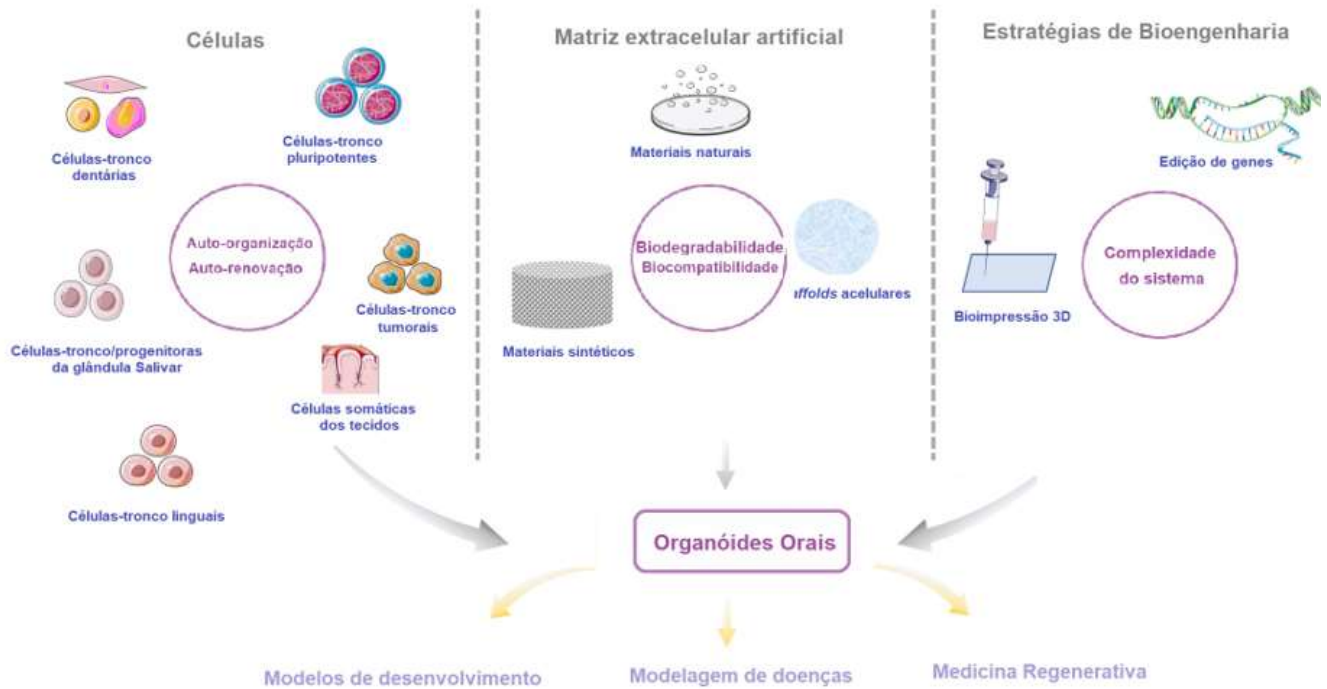 Células
Células-tronco
dentárias
Células-tronco
pluripotentes
Auto-organização
Auto-renovação
Células-tronco/progenitoras
da glândula Salivar
Células-tronco
tumorais
Células somáticas
dos tecidos
Células-tronco linguais
Matriz extracelular artificial
Materiais naturais
Biodegradabilidade
Biocompatibilidade
affolds acelulares
Materiais sintéticos
Estratégias de Bioengenharia
Edição de genes
Complexidade
do sistema
Bioimpressão 3D
Organóides Orais
Modelos de desenvolvimento
Modelagem de doenças
Medicina Regenerativa